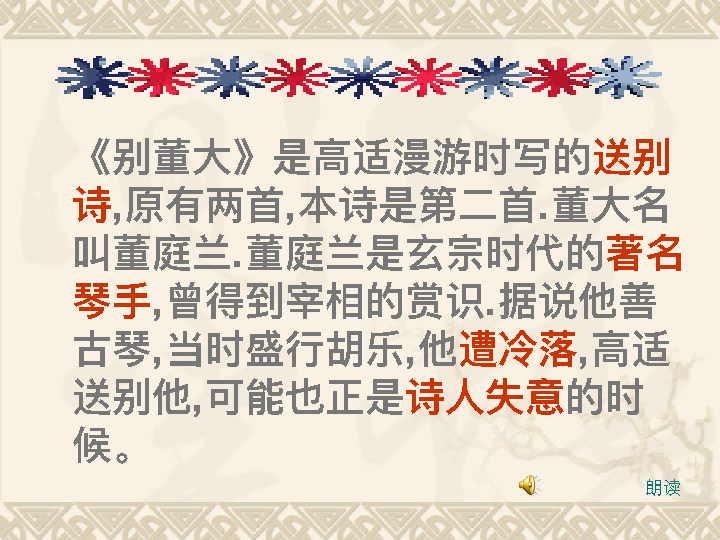 《别董大》是高适漫游时写的送别
诗,原有两首,本诗是第二首.董大名
叫董庭兰.董庭兰是玄宗时代的著名
琴手,曾得到宰相的赏识.据说他善
古琴,当时盛行胡乐,他遭冷落,高适
送别他,可能也正是诗人失意的时
候。
朗读